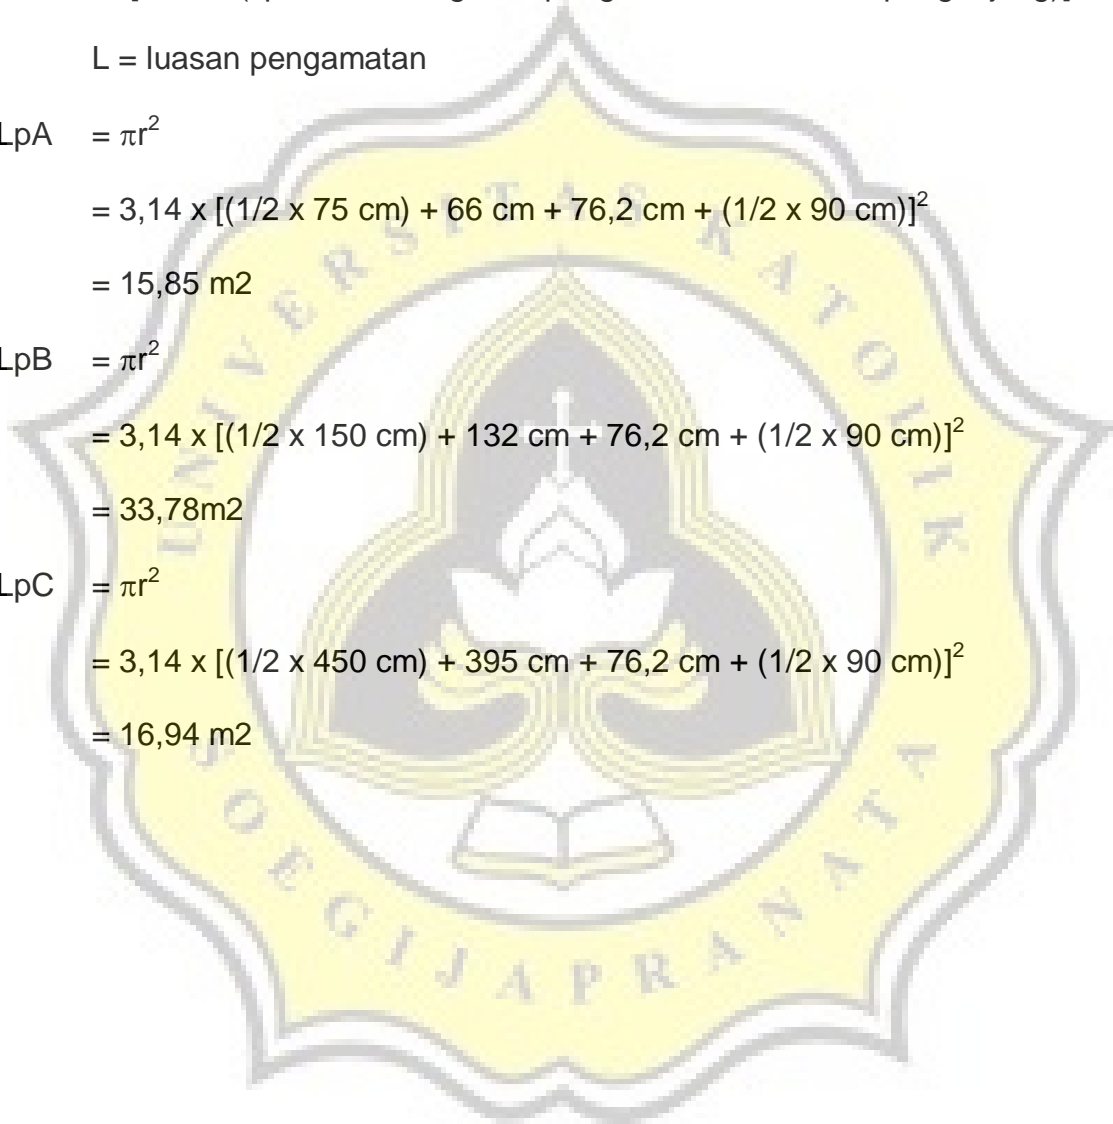 L = luasan pengamatan
LpA = πr²
= 3,14 x [(1/2 x 75 cm) + 66 cm + 76,2 cm + (1/2 x 90 cm)]²
= 15,85 m2
LpB = πr²
= 3,14 x [(1/2 x 150 cm) + 132 cm + 76,2 cm + (1/2 x 90 cm)]²
= 33,78m2
LpC = πr²
= 3,14 x [(1/2 x 450 cm) + 395 cm + 76,2 cm + (1/2 x 90 cm)]²
= 16,94 m2
UNIVERSITAS KATOLIK
SOEGIJAPRANATA